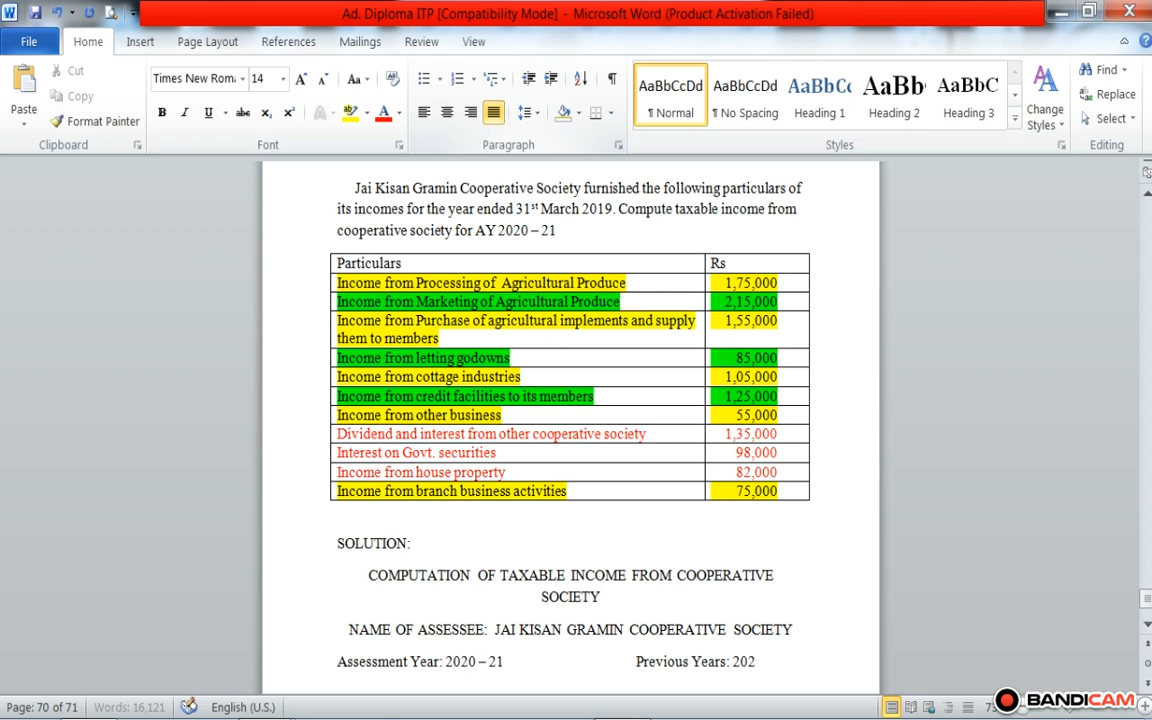 Ad. Diploma ITP [Compatibility Mode] - Microsoft Word (Product Activation Failed)
File Home Insert Page Layout References Mailings Review View
Paste
Cut
Copy
Format Painter
Clipboard
Times New Rom 14
Font
Paragraph
AaBbCcDd AaBbCcDd AaBbCc AaBb AaBbC
¶ Normal ¶ No Spacing Heading 1 Heading 2 Heading 3
Change Styles
Styles
Find
Replace
Select
Editing
Jai Kisan Gramin Cooperative Society furnished the following particulars of
its incomes for the year ended 31st March 2019. Compute taxable income from
cooperative society for AY 2020 – 21
Particulars Rs
Income from Processing of Agricultural Produce 1,75,000
Income from Marketing of Agricultural Produce 2,15,000
Income from Purchase of agricultural implements and supply 1,55,000
them to members
Income from letting godowns 85,000
Income from cottage industries 1,05,000
Income from credit facilities to its members 1,25,000
Income from other business 55,000
Dividend and interest from other cooperative society 1,35,000
Interest on Govt. securities 98,000
Income from house property 82,000
Income from branch business activities 75,000
SOLUTION:
COMPUTATION OF TAXABLE INCOME FROM COOPERATIVE
SOCIETY
NAME OF ASSESSEE: JAI KISAN GRAMIN COOPERATIVE SOCIETY
Assessment Year: 2020 – 21 Previous Years: 202
Page: 70 of 71 Words: 16,121 English (U.S.)
BANDICAM